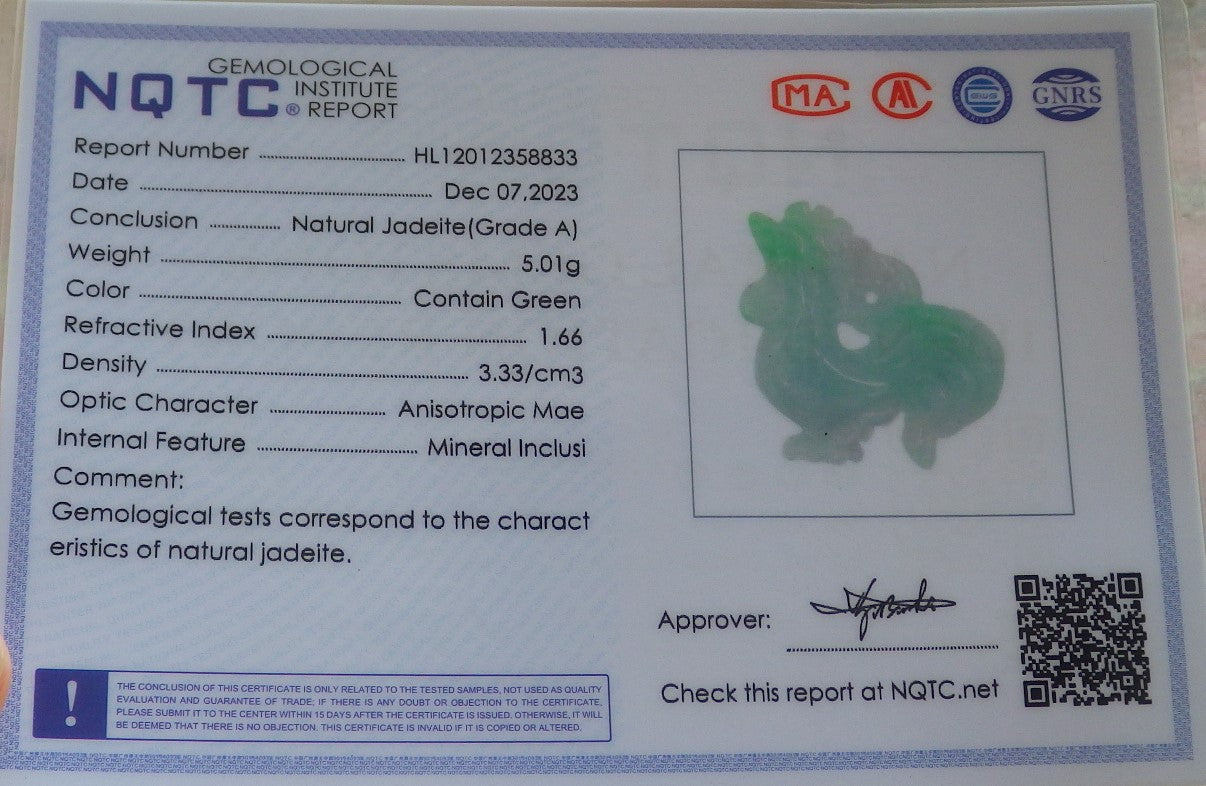 GEMOLOGICAL
NQTC® INSTITUTE
REPORT
Report Number ........ HL12012358833
Date ........ Dec 07,2023
Conclusion ........ Natural Jadeite(Grade A)
Weight ........ 5.01g
Color ........ Contain Green
Refractive Index ........ 1.66
Density ........ 3.33/cm3
Optic Character ........ Anisotropic Mae
Internal Feature ........ Mineral Inclusi
Comment:
Gemological tests correspond to the charact
eristics of natural jadeite.
! THE CONCLUSION OF THIS CERTIFICATE IS ONLY RELATED TO THE TESTED SAMPLES, NOT USED AS QUALITY
EVALUATION AND GUARANTEE OF TRADE; IF THERE IS ANY DOUBT OR OBJECTION TO THE CERTIFICATE,
PLEASE SUBMIT IT TO THE CENTER WITHIN 15 DAYS AFTER THE CERTIFICATE IS ISSUED. OTHERWISE, IT WILL
BE DEEMED THAT THERE IS NO OBJECTION. THIS CERTIFICATE IS INVALID IF IT IS COPIED OR ALTERED.
MA
GNRS
Approver:
Check this report at NQTC.net